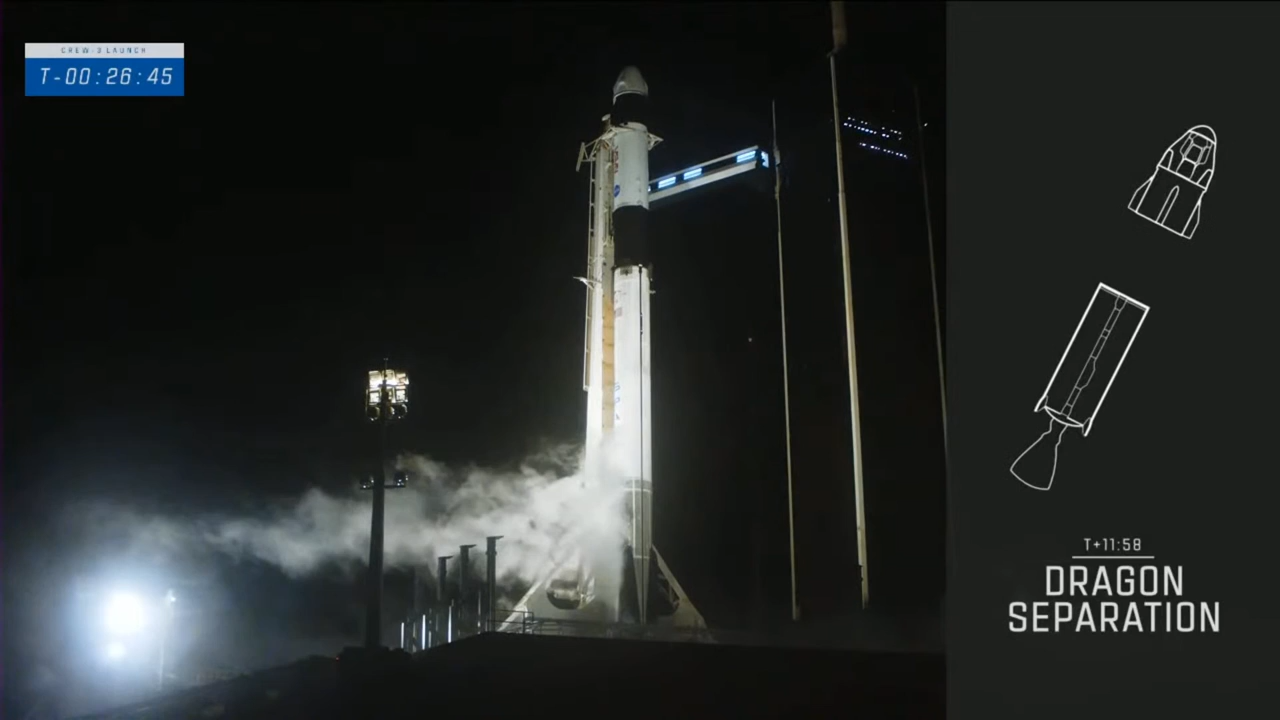 CREW-3 LAUNCH
T-00:26:45
T+11:58
DRAGON
SEPARATION